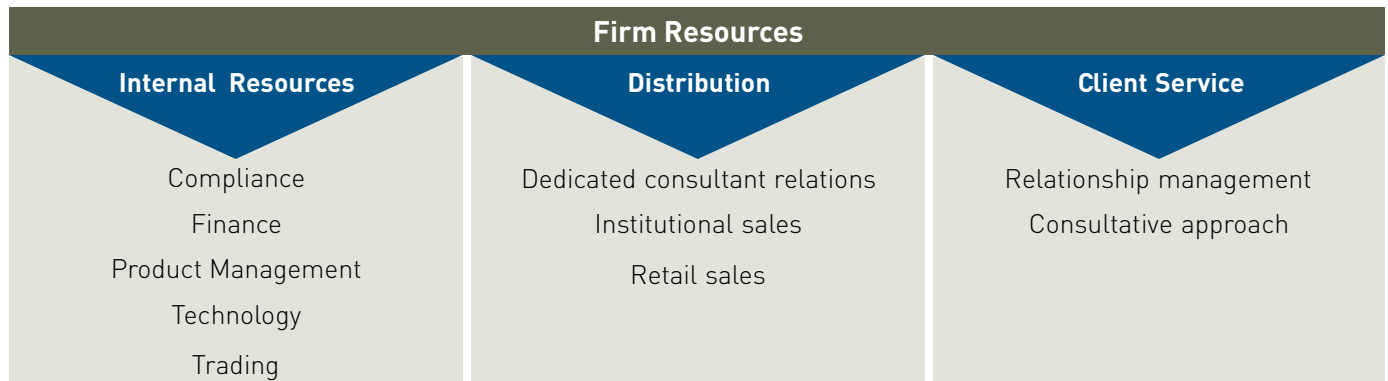 Firm Resources
Internal Resources
Compliance
Finance
Product Management
Technology
Trading
Distribution
Dedicated consultant relations
Institutional sales
Retail sales
Client Service
Relationship management
Consultative approach